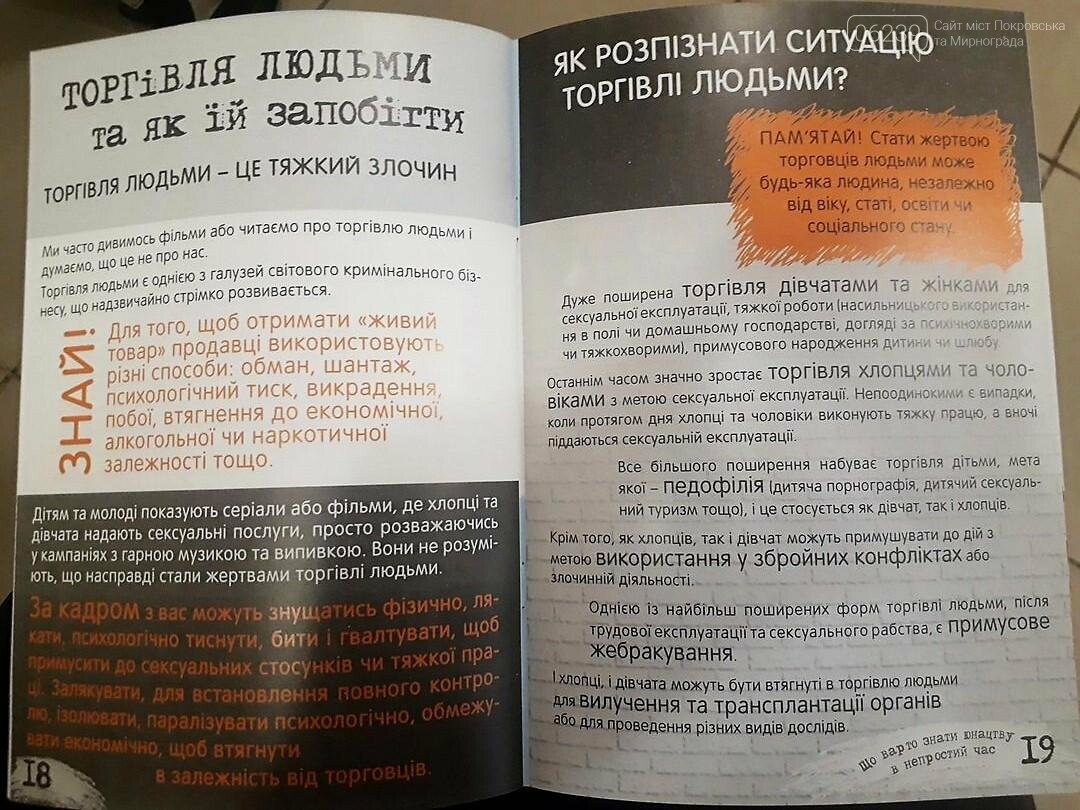 ТОРГІВЛЯ ЛЮДЬМИ
ТА ЯК ЇЙ ЗАПОБІГТИ
ТОРГІВЛЯ ЛЮДЬМИ – ЦЕ ТЯЖКИЙ ЗЛОЧИН
Ми часто дивимось фільми або читаємо про торгівлю людьми і
думаємо, що це не про нас.
Торгівля людьми є однією з галузей світового кримінального біз-
несу, що надзвичайно стрімко розвивається.
ЗНАЙ!
Для того, щоб отримати «живий
товар» продавці використовують
різні способи: обман, шантаж,
психологічний тиск, викрадення,
побої, втягнення до економічної,
алкогольної чи наркотичної
залежності тощо.
Дітям та молоді показують серіали або фільми, де хлопці та
дівчата надають сексуальні послуги, просто розважаючись
у кампаніях з гарною музикою та випивкою. Вони не розумі-
ють, що насправді стали жертвами торгівлі людьми.
За кадром з вас можуть знущатись фізично, ля-
кати, психологічно тиснути, бити і ґвалтувати, щоб
примусити до сексуальних стосунків чи тяжкої пра-
ці. Залякувати, для встановлення повного контро-
лю, ізолювати, паралізувати психологічно, обмежу-
вати економічно, щоб втягнути
в залежність від торговців.
18
06239
Сайт міст Покровська
та Мирнограда
ЯК РОЗПІЗНАТИ СИТУАЦІЮ
ТОРГІВЛІ ЛЮДЬМИ?
ПАМ'ЯТАЙ! Стати жертвою
торговців людьми може
будь-яка людина, незалежно
від віку, статі, освіти чи
соціального стану.
Дуже поширена торгівля дівчатами та жінками для
сексуальної експлуатації, тяжкої роботи (насильницького використан-
ня в полі чи домашньому господарстві, догляді за психічнохворими
чи тяжкохворими), примусового народження дитини чи шлюбу.
Останнім часом значно зростає торгівля хлопцями та чоло-
віками з метою сексуальної експлуатації. Непоодинокими є випадки,
коли протягом дня хлопці та чоловіки виконують тяжку працю, а вночі
піддаються сексуальній експлуатації.
Все більшого поширення набуває торгівля дітьми, мета
якої – педофілія (дитяча порнографія, дитячий сексуаль-
ний туризм тощо), і це стосується як дівчат, так і хлопців.
Крім того, як хлопців, так і дівчат можуть примушувати до дій з
метою використання у збройних конфліктах або
злочинній діяльності.
Однією із найбільш поширених форм торгівлі людьми, після
трудової експлуатації та сексуального рабства, є примусове
жебракування.
І хлопці, і дівчата можуть бути втягнуті в торгівлю людьми
для вилучення та трансплантації органів
або для проведення різних видів дослідів.
Що варто знати юнацтву
в непростий час
19